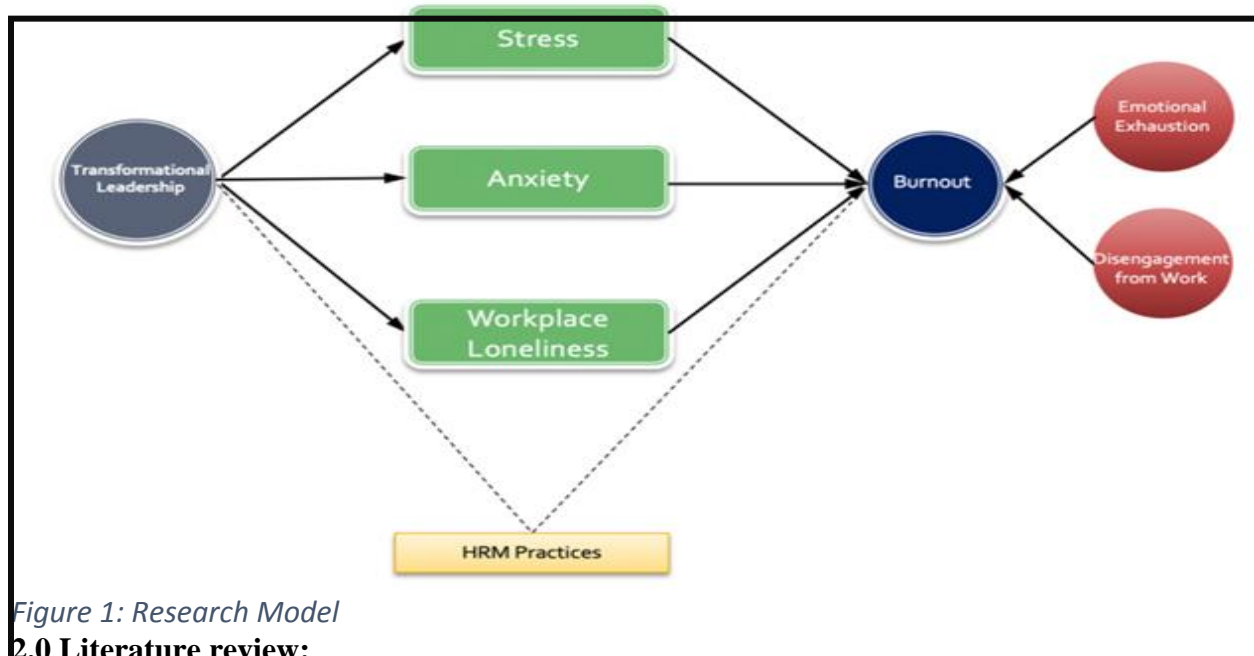 Stress
Transformational
Leadership
Anxiety
Workplace
Loneliness
Burnout
Emotional
Exhaustion
Disengagement
from Work
HRM Practices
Figure 1: Research Model
2.0 Literature review: